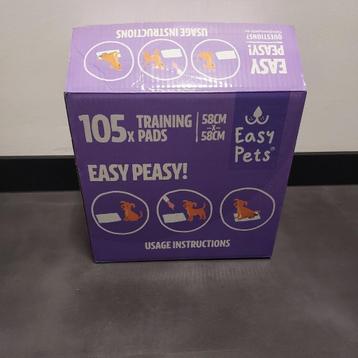 USAGE INSTRUCTIONS
EASY
PEASY!
QUESTIONS?
105x TRAINING PADS
58CM
-X-
58CM
Easy
Pets®
EASY PEASY!
USAGE INSTRUCTIONS